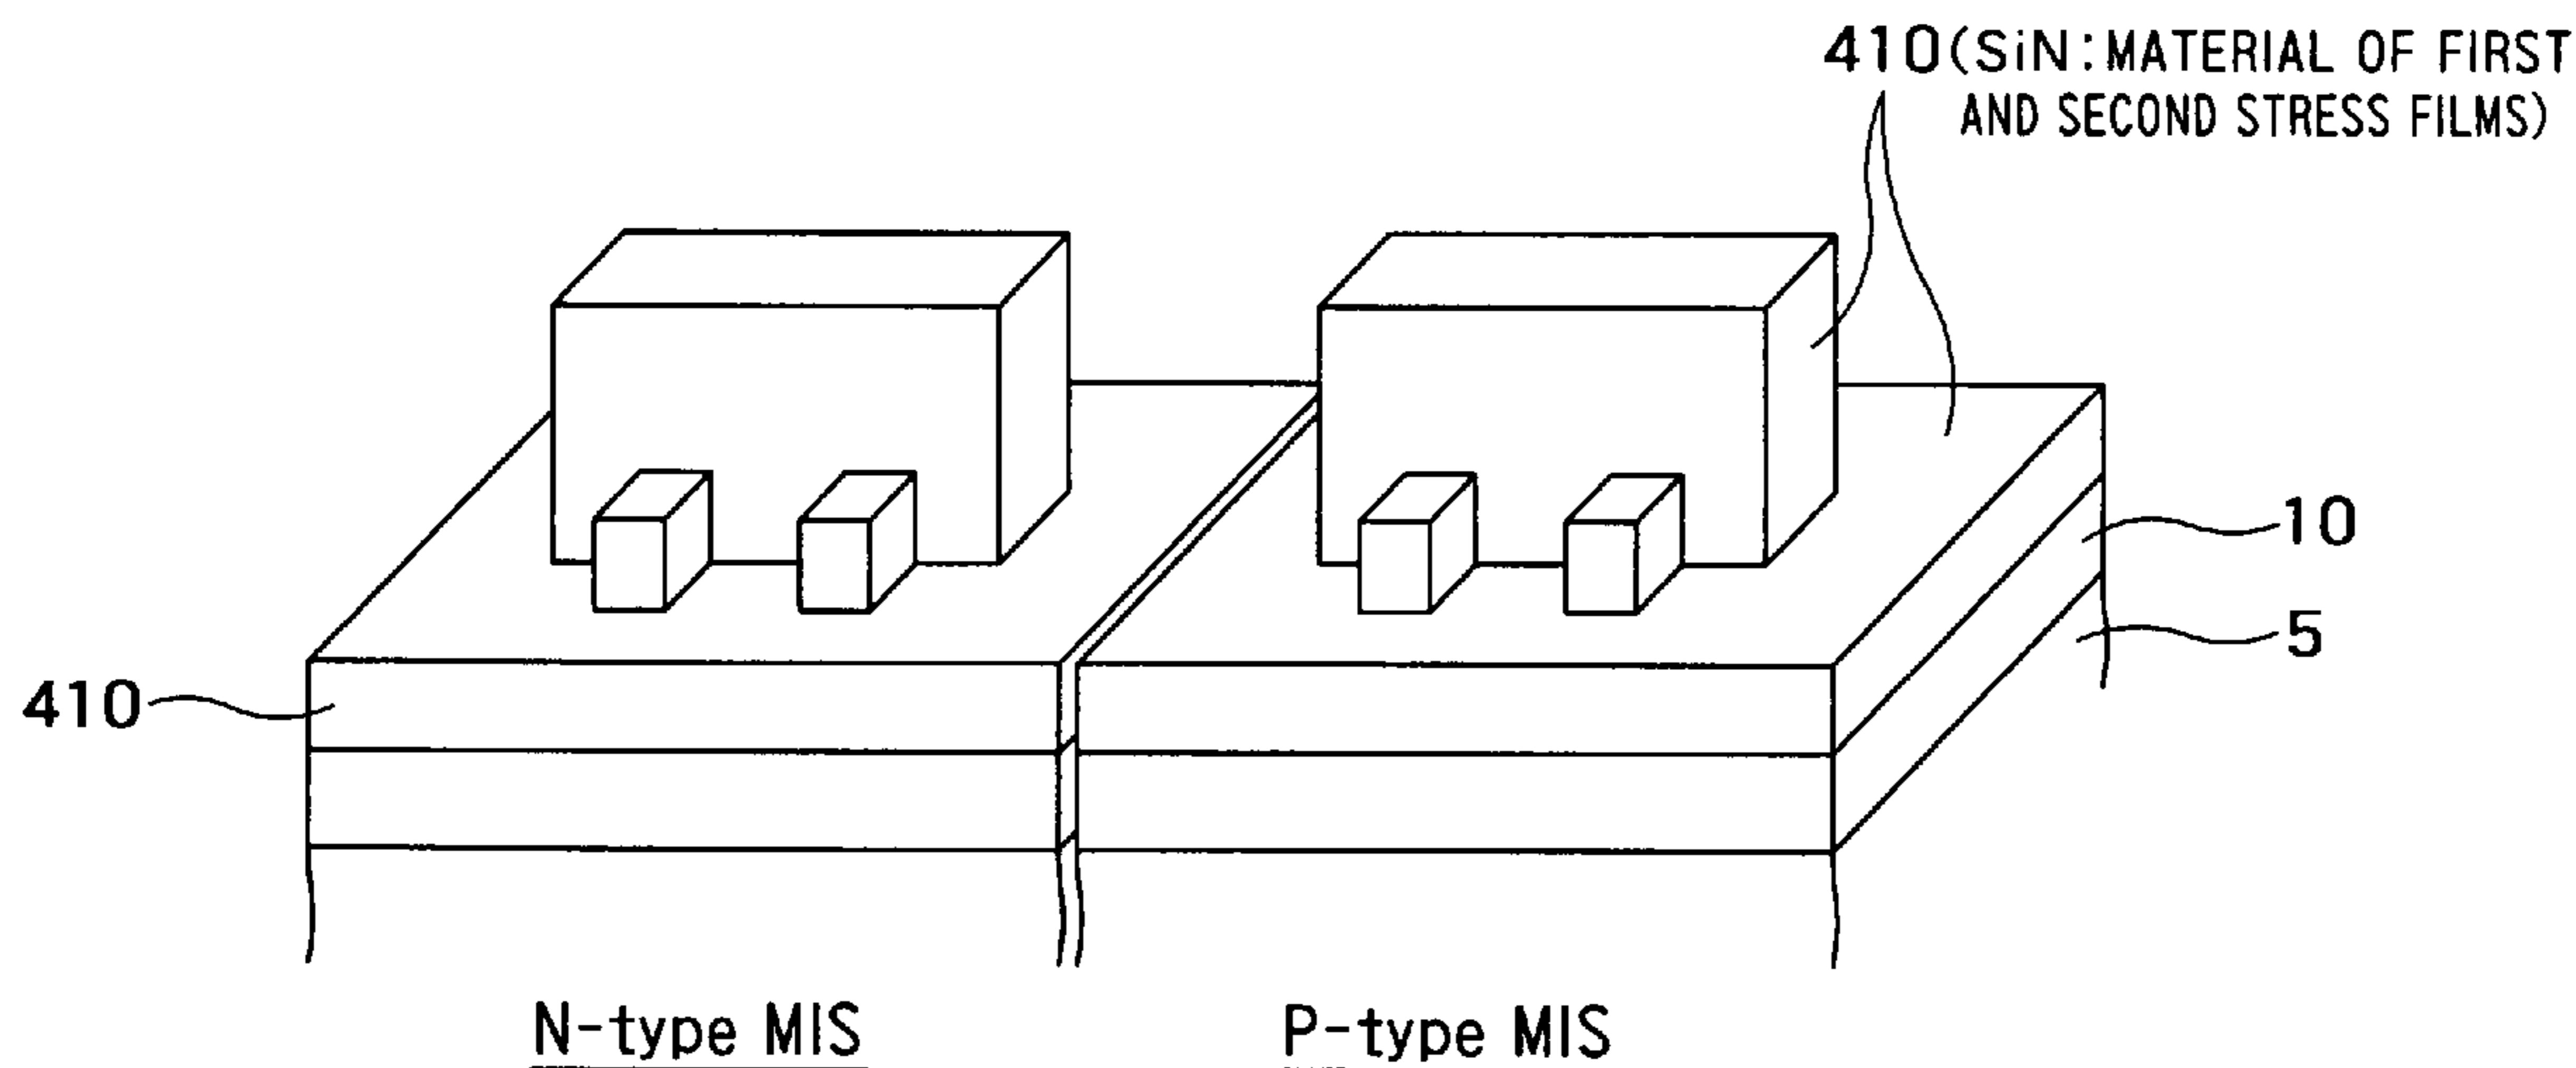 410(SiN:MATERIAL OF FIRST
AND SECOND STRESS FILMS)
10
5
410
N-type MIS
P-type MIS